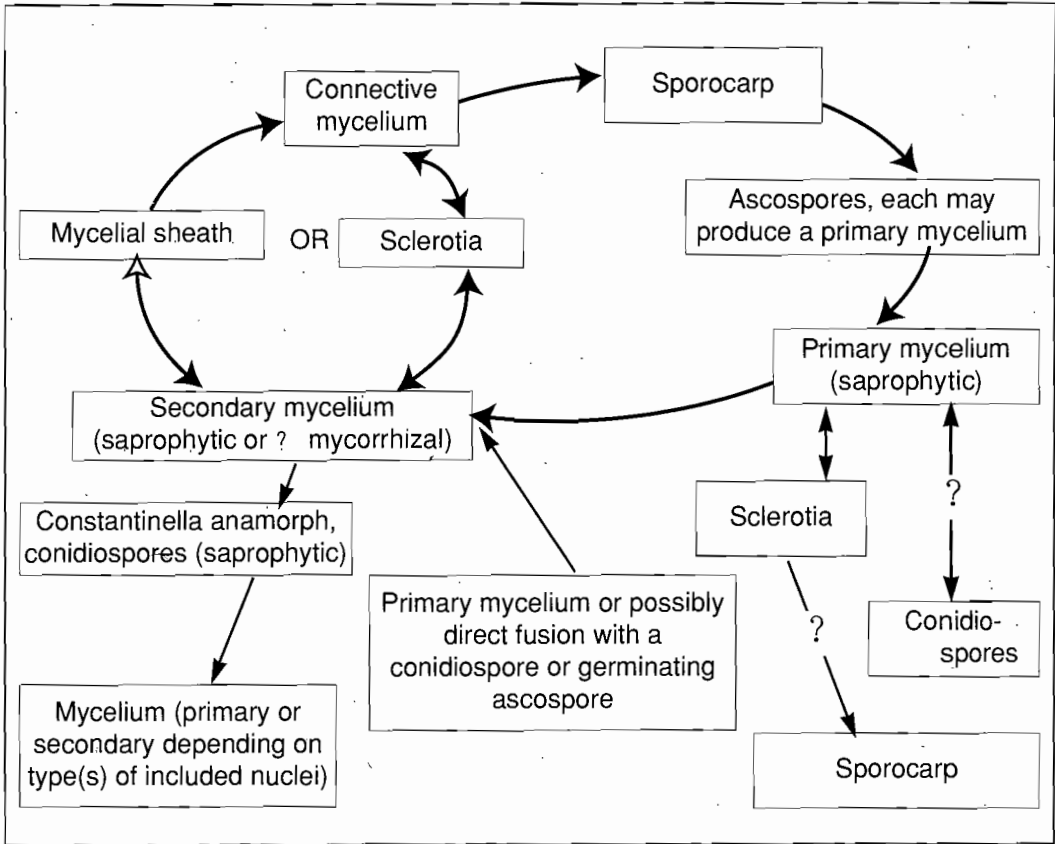 Connective
mycelium
Sporocarp
Ascospores, each may
produce a primary mycelium
Mycelial sheath
OR
Sclerotia
Primary mycelium
(saprophytic)
Secondary mycelium
(saprophytic or ? mycorrhizal)
Constantinella anamorph,
conidiospores (saprophytic)
Sclerotia
?
Primary mycelium or possibly
direct fusion with a
conidiospore or germinating
ascospore
?
Conidio-
spores
Mycelium (primary or
secondary depending on
type(s) of included nuclei)
Sporocarp